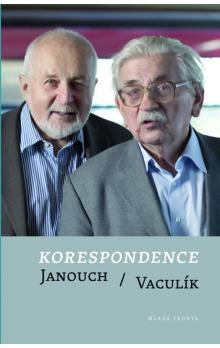 KORESPONDENCE
JANOUCH / VACULÍK
MLADÁ FRONTA